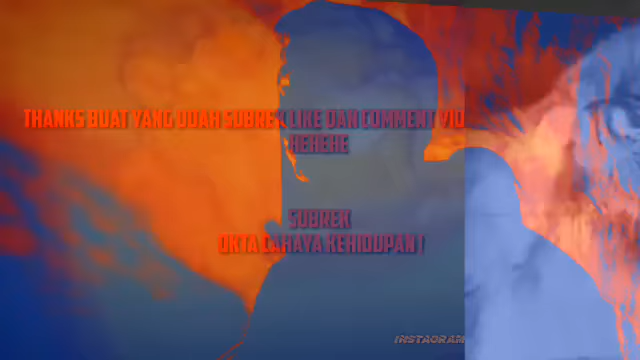 THANKS BUAT YANG UDAH SUBREK LIKE DAN COMMENT VID
HEHEHE
SUBREK
OKTA CAHAYA KEHIDUPAN !
INSTAGRAM